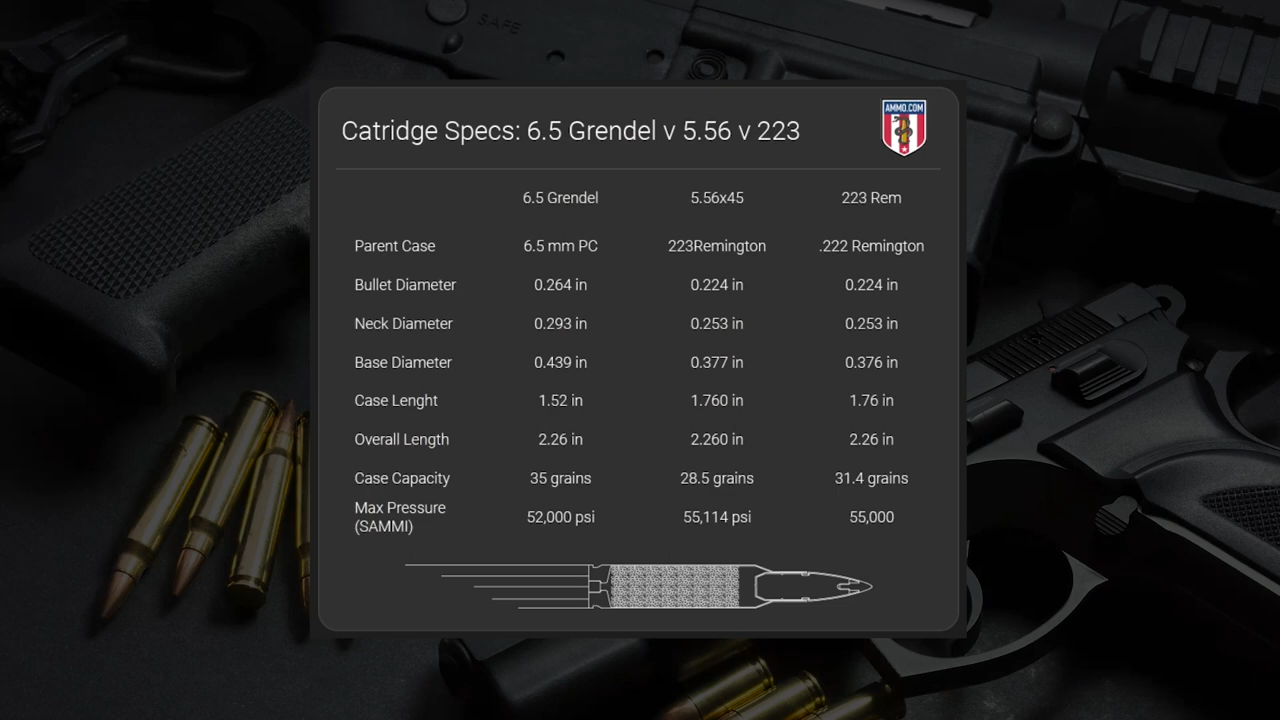 SAFE
Catridge Specs: 6.5 Grendel v 5.56 v 223
AMMO.COM
6.5 Grendel 5.56x45 223 Rem
Parent Case 6.5 mm PC 223Remington .222 Remington
Bullet Diameter 0.264 in 0.224 in 0.224 in
Neck Diameter 0.293 in 0.253 in 0.253 in
Base Diameter 0.439 in 0.377 in 0.376 in
Case Lenght 1.52 in 1.760 in 1.76 in
Overall Length 2.26 in 2.260 in 2.26 in
Case Capacity 35 grains 28.5 grains 31.4 grains
Max Pressure
(SAMMI) 52,000 psi 55,114 psi 55,000